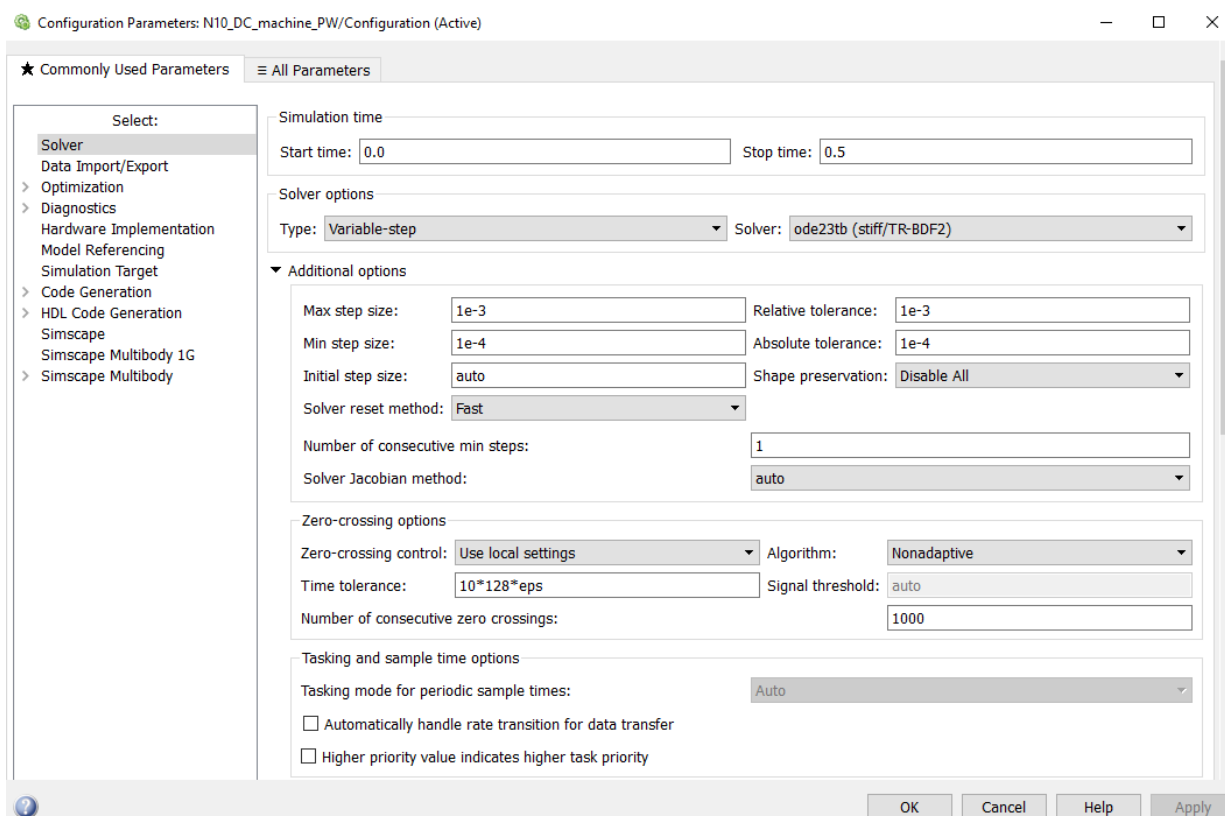 Configuration Parameters: N10_DC_machine_PW/Configuration (Active)
★ Commonly Used Parameters
≡ All Parameters
Select:
Solver
Data Import/Export
Optimization
Diagnostics
Hardware Implementation
Model Referencing
Simulation Target
Code Generation
HDL Code Generation
Simscape
Simscape Multibody 1G
Simscape Multibody
Simulation time
Start time: 0.0 Stop time: 0.5
Solver options
Type: Variable-step Solver: ode23tb (stiff/TR-BDF2)
Additional options
Max step size: 1e-3 Relative tolerance: 1e-3
Min step size: 1e-4 Absolute tolerance: 1e-4
Initial step size: auto Shape preservation: Disable All
Solver reset method: Fast
Number of consecutive min steps: 1
Solver Jacobian method: auto
Zero-crossing options
Zero-crossing control: Use local settings Algorithm: Nonadaptive
Time tolerance: 10*128*eps Signal threshold: auto
Number of consecutive zero crossings: 1000
Tasking and sample time options
Tasking mode for periodic sample times: Auto
Automatically handle rate transition for data transfer
Higher priority value indicates higher task priority
? OK Cancel Help Apply